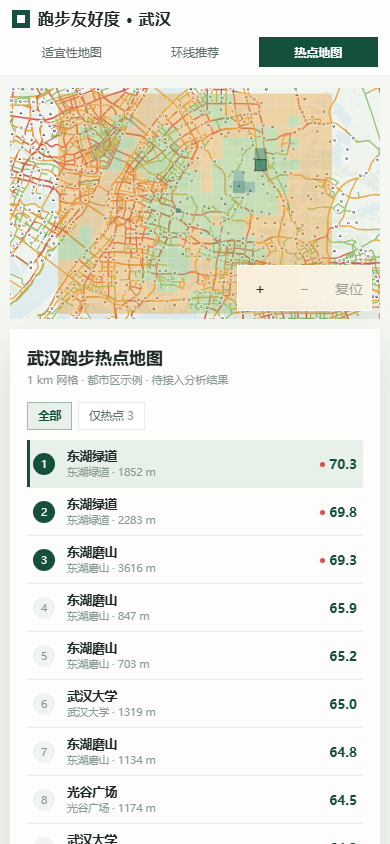 跑步友好度 • 武汉
适宜性地图 环线推荐 热点地图
+ − 复位
武汉跑步热点地图
1 km 网格 · 都市区示例 · 待接入分析结果
全部 仅热点 3
1 东湖绿道 70.3
东湖绿道 · 1852 m
2 东湖绿道 69.8
东湖绿道 · 2283 m
3 东湖磨山 69.3
东湖磨山 · 3616 m
4 东湖磨山 65.9
东湖磨山 · 847 m
5 东湖磨山 65.2
东湖磨山 · 703 m
6 武汉大学 65.0
武汉大学 · 1319 m
7 东湖磨山 64.8
东湖磨山 · 1134 m
8 光谷广场 64.5
光谷广场 · 1174 m
武汉大学